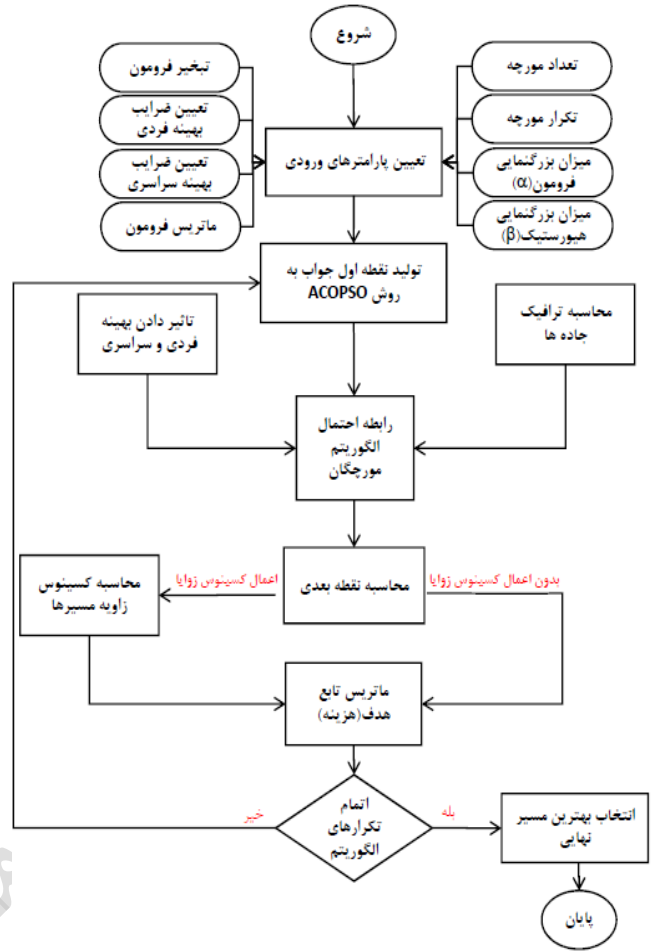 شروع
تعداد مورچه
تکرار مورچه
میزان بزرگنمایی
فرومون(α)
میزان بزرگنمایی
هیورستیک(β)
تبخیر فرومون
تعیین ضرایب
بهینه فردی
تعیین ضرایب
بهینه سراسری
ماتریس فرومون
تعیین پارامترهای ورودی
تولید نقطه اول جواب به
روش ACOPSO
محاسبه ترافیک
جاده ها
تاثیر دادن بهینه
فردی و سراسری
رابطه احتمال
الگوریتم
مورچگان
محاسبه نقطه بعدی
بدون اعمال کسینوس زوایا
اعمال کسینوس زوایا
محاسبه کسینوس
زاویه مسیرها
ماتریس تابع
هدف(هزینه)
اتمام
تکرارهای
الگوریتم
بله
خیر
انتخاب بهترین مسیر
نهایی
پایان